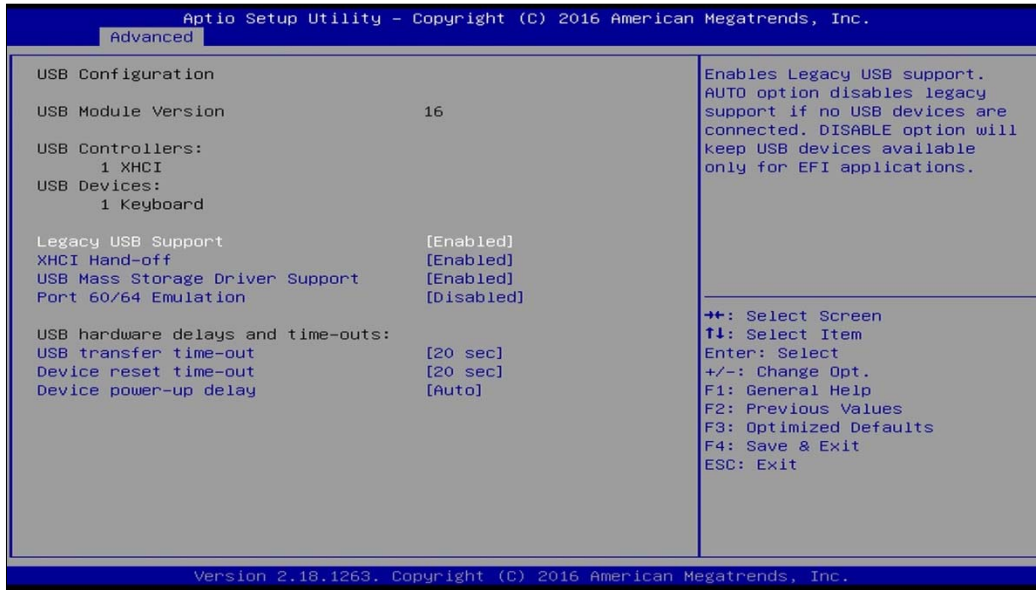 Aptio Setup Utility – Copyright (C) 2016 American Megatrends, Inc.
Advanced
USB Configuration
USB Module Version 16
USB Controllers:
1 XHCI
USB Devices:
1 Keyboard
Legacy USB Support [Enabled]
XHCI Hand-off [Enabled]
USB Mass Storage Driver Support [Enabled]
Port 60/64 Emulation [Disabled]
USB hardware delays and time-outs:
USB transfer time-out [20 sec]
Device reset time-out [20 sec]
Device power-up delay [Auto]
Enables Legacy USB support.
AUTO option disables legacy
support if no USB devices are
connected. DISABLE option will
keep USB devices available
only for EFI applications.
→←: Select Screen
↑↓: Select Item
Enter: Select
+/-: Change Opt.
F1: General Help
F2: Previous Values
F3: Optimized Defaults
F4: Save & Exit
ESC: Exit
Version 2.18.1263. Copyright (C) 2016 American Megatrends, Inc.